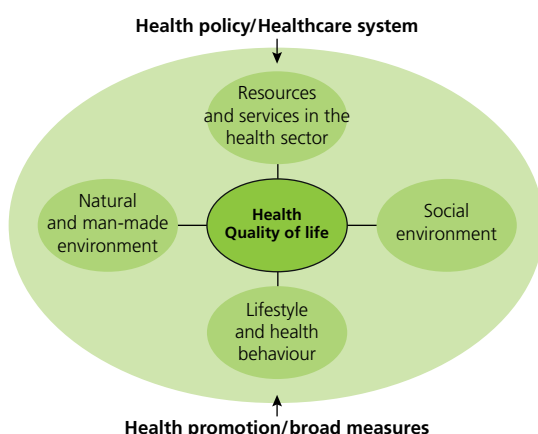 Health policy/Healthcare system
Resources
and services in the
health sector
Natural
and man-made
environment
Health
Quality of life
Social
environment
Lifestyle
and health
behaviour
Health promotion/broad measures